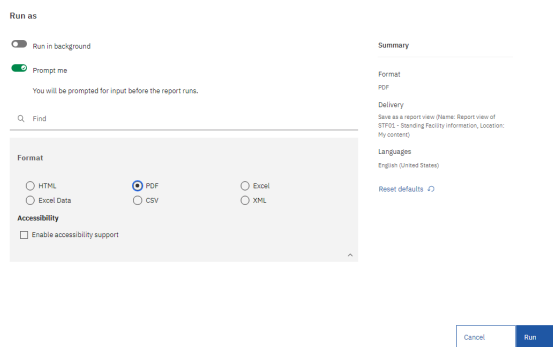 Run as
Run in background
Prompt me
You will be prompted for input before the report runs.
Find
Format
HTML
PDF
Excel
Excel Data
CSV
XML
Accessibility
Enable accessibility support
Summary
Format
PDF
Delivery
Save as a report view (Name: Report view of
STF01 - Standing Facility Information, Location:
My content)
Languages
English (United States)
Reset defaults
Cancel
Run